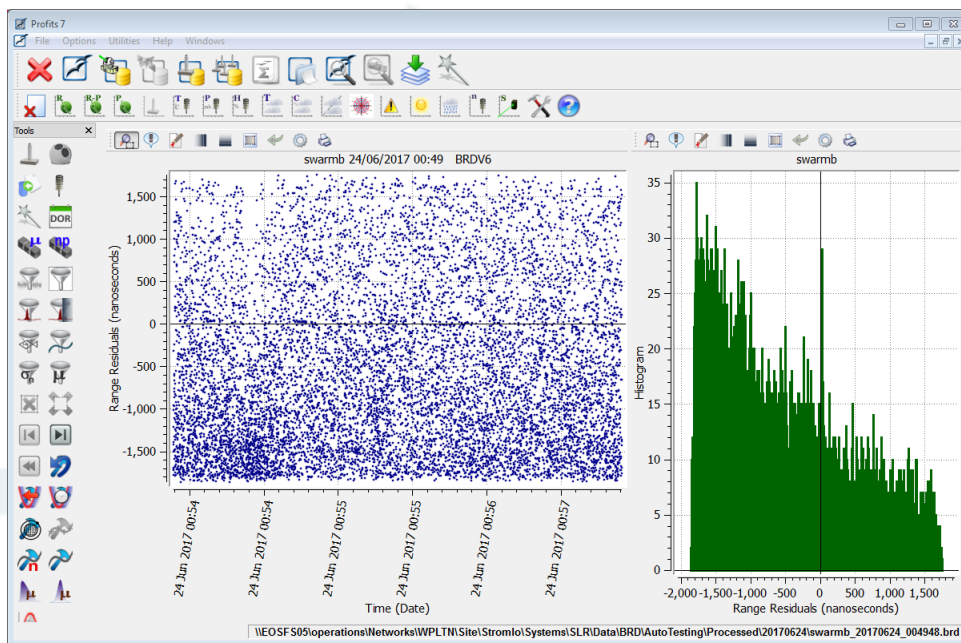 Profits 7
File Options Utilities Help Windows
R R-P P T P H T C n S
Tools
swarmb 24/06/2017 00:49 BRDV6
swarmb
DOR
μ np
σn μ
n
μ μ
Range Residuals (nanoseconds)
1,500
1,000
500
0
-500
-1,000
-1,500
24 Jun 2017 00:54
24 Jun 2017 00:54
24 Jun 2017 00:55
24 Jun 2017 00:55
24 Jun 2017 00:56
24 Jun 2017 00:57
Time (Date)
Histogram
35
30
25
20
15
10
5
0
-2,000 -1,500 -1,000 -500 0 500 1,000 1,500
Range Residuals (nanoseconds)
\\EOSFS05\operations\Networks\WPLTN\Site\Stromlo\Systems\SLR\Data\BRD\AutoTesting\Processed\20170624\swarmb_20170624_004948.brd